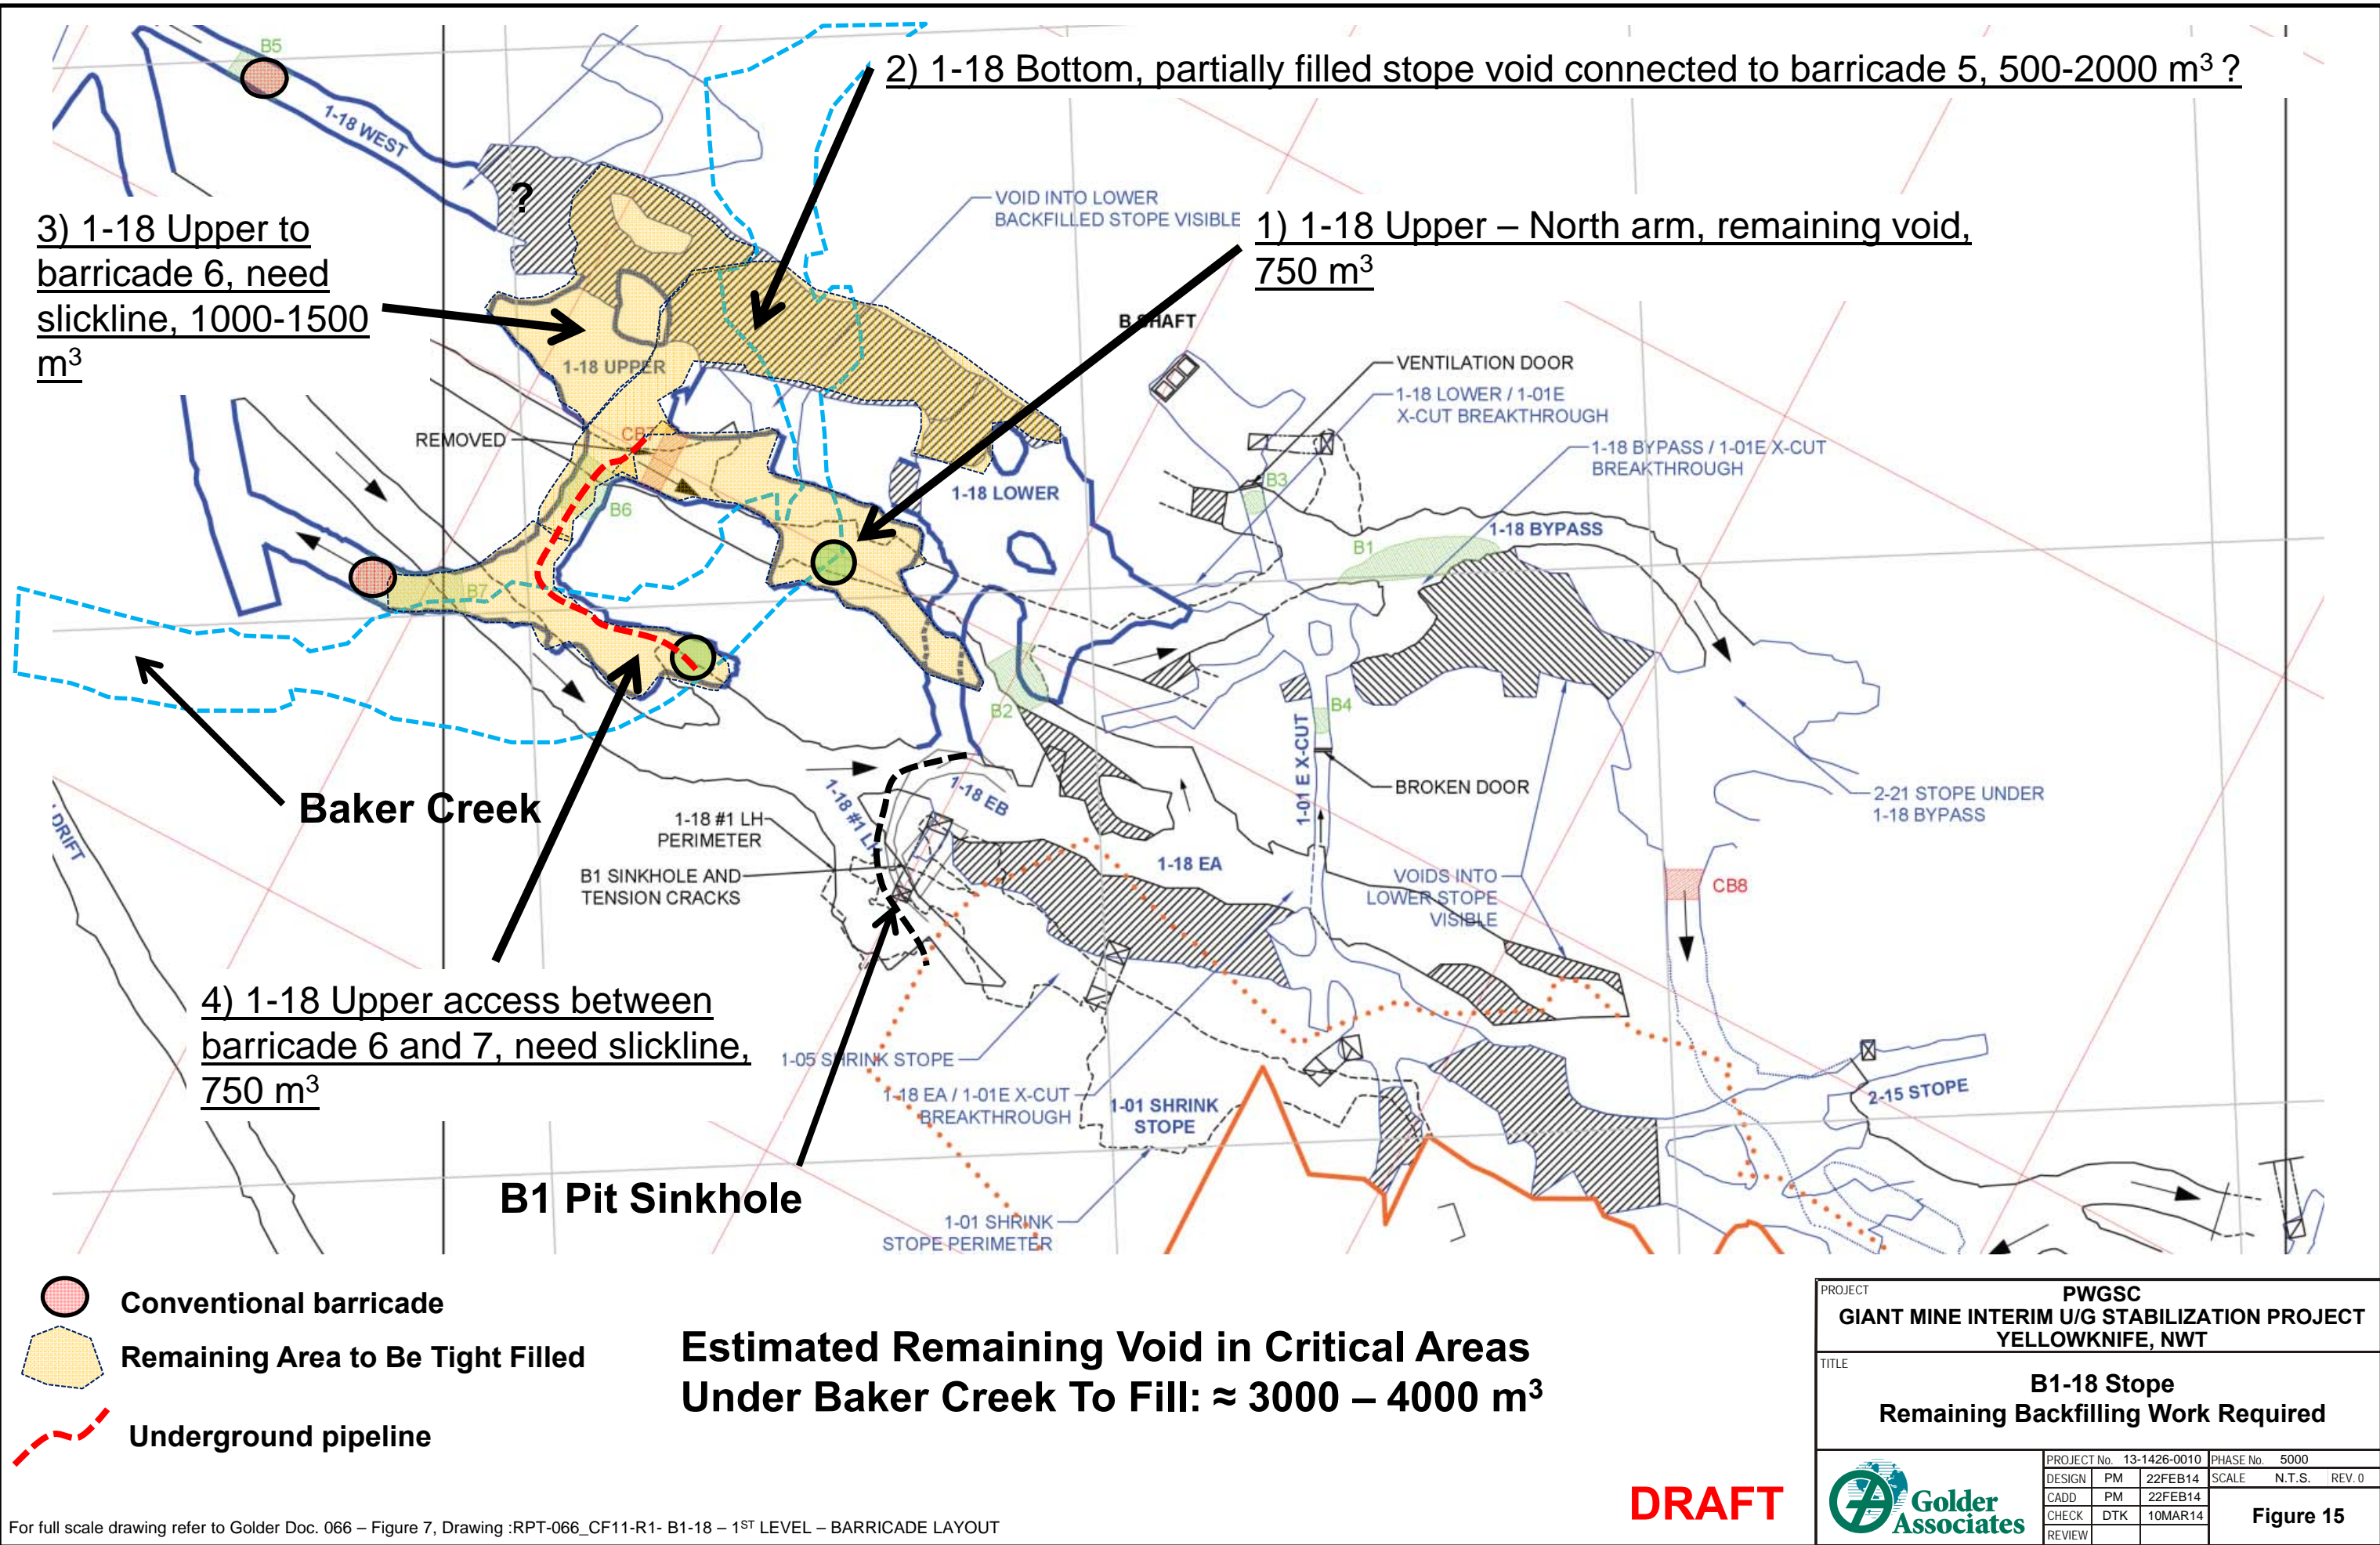 B5
2) 1-18 Bottom, partially filled stope void connected to barricade 5, 500-2000 m³ ?
1-18 WEST
?
VOID INTO LOWER
BACKFILLED STOPE VISIBLE
1) 1-18 Upper – North arm, remaining void,
750 m³
3) 1-18 Upper to
barricade 6, need
slickline, 1000-1500
m³
B SHAFT
VENTILATION DOOR
1-18 UPPER
1-18 LOWER / 1-01E
X-CUT BREAKTHROUGH
REMOVED
CB7
1-18 BYPASS / 1-01E X-CUT
BREAKTHROUGH
B3
1-18 LOWER
B6
1-18 BYPASS
B1
B7
B2
B4
1-01 E X-CUT
BROKEN DOOR
Baker Creek
1-18 #1 LH
1-18 EB
2-21 STOPE UNDER
1-18 BYPASS
1-18 #1 LH
PERIMETER
DRIFT
1-18 EA
B1 SINKHOLE AND
TENSION CRACKS
VOIDS INTO
LOWER STOPE
VISIBLE
CB8
4) 1-18 Upper access between
barricade 6 and 7, need slickline,
750 m³
1-05 SHRINK STOPE
1-18 EA / 1-01E X-CUT
BREAKTHROUGH
1-01 SHRINK
STOPE
2-15 STOPE
B1 Pit Sinkhole
1-01 SHRINK
STOPE PERIMETER
Conventional barricade
Remaining Area to Be Tight Filled
Underground pipeline
Estimated Remaining Void in Critical Areas
Under Baker Creek To Fill: ≈ 3000 – 4000 m³
DRAFT
PROJECT
PWGSC
GIANT MINE INTERIM U/G STABILIZATION PROJECT
YELLOWKNIFE, NWT
TITLE
B1-18 Stope
Remaining Backfilling Work Required
Golder
Associates
PROJECT No. 13-1426-0010 PHASE No. 5000
DESIGN PM 22FEB14 SCALE N.T.S. REV. 0
CADD PM 22FEB14
CHECK DTK 10MAR14
REVIEW
Figure 15
For full scale drawing refer to Golder Doc. 066 – Figure 7, Drawing :RPT-066_CF11-R1- B1-18 – 1ST LEVEL – BARRICADE LAYOUT